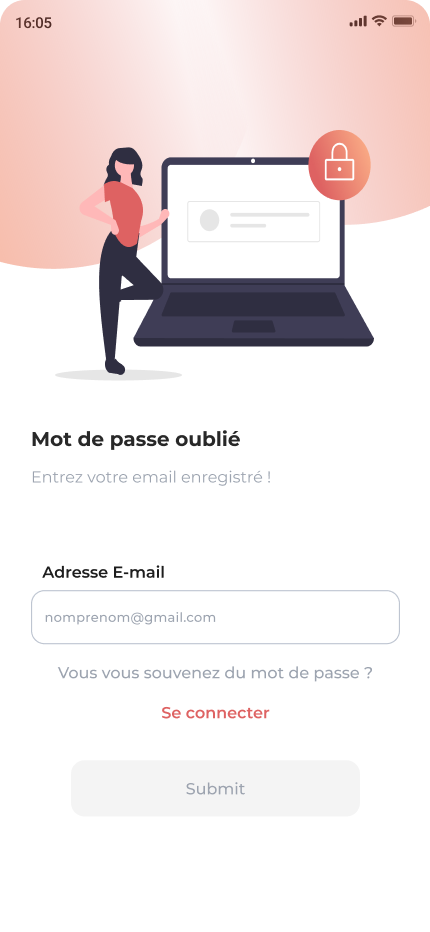 16:05
Mot de passe oublié
Entrez votre email enregistré !
Adresse E-mail
nomprenom@gmail.com
Vous vous souvenez du mot de passe ?
Se connecter
Submit